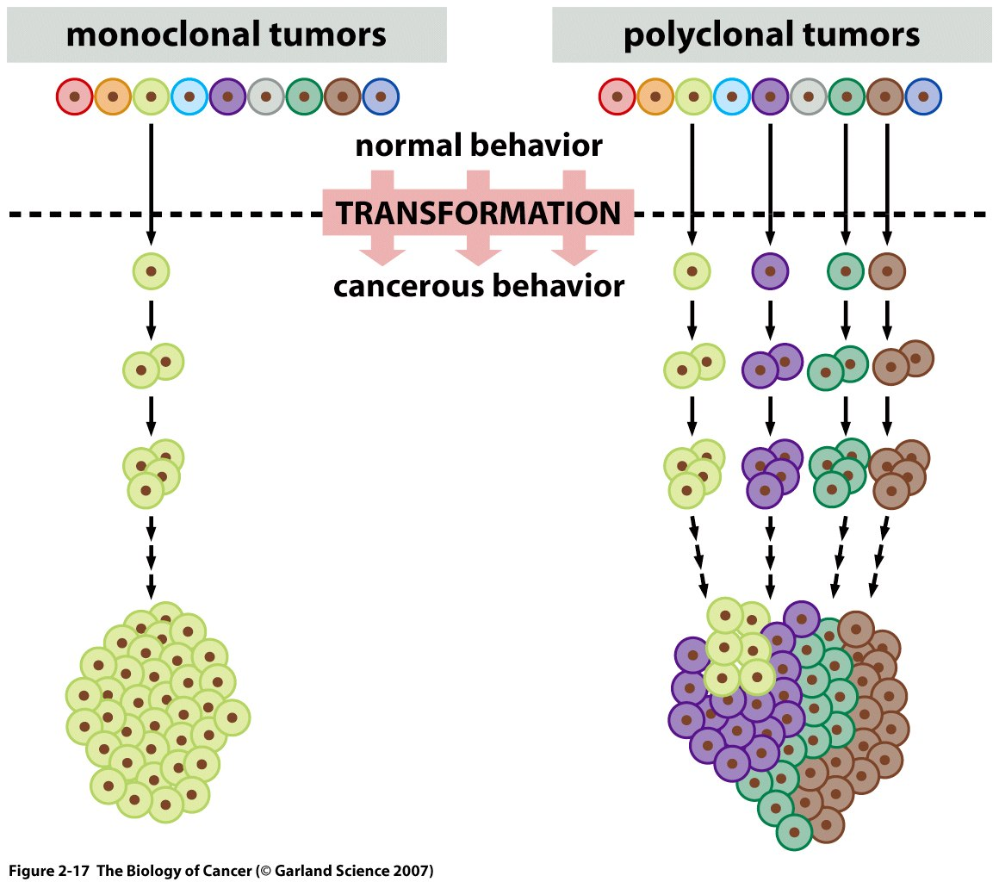 monoclonal tumors
polyclonal tumors
normal behavior
TRANSFORMATION
cancerous behavior
Figure 2-17 The Biology of Cancer (© Garland Science 2007)